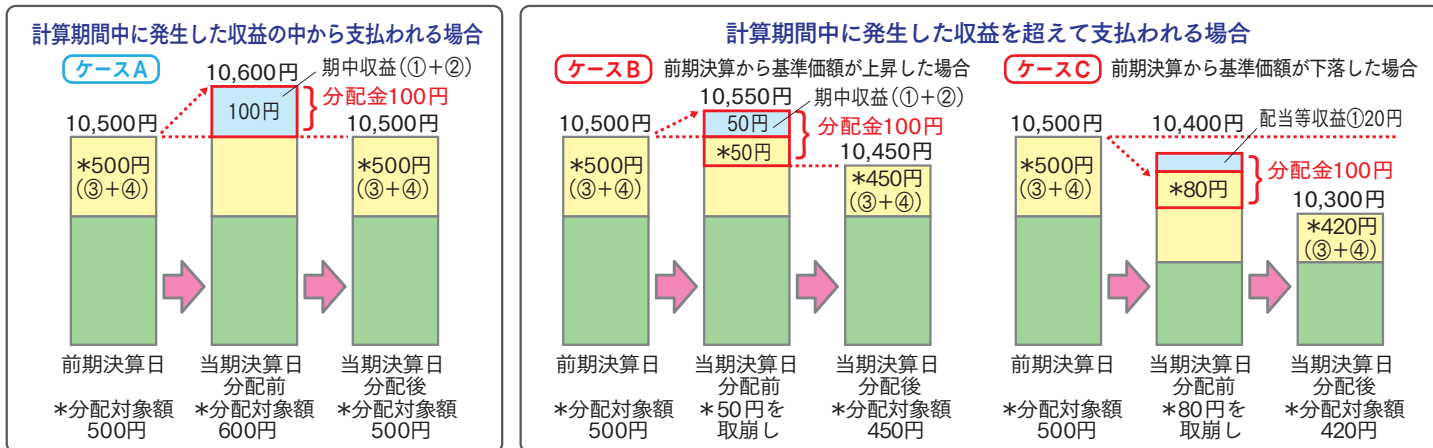 計算期間中に発生した収益の中から支払われる場合
ケースA
10,600円
期中収益(①+②)
分配金100円
100円
10,500円
10,500円
*500円
(③+④)
*500円
(③+④)
前期決算日
当期決算日
分配前
当期決算日
分配後
*分配対象額
500円
*分配対象額
600円
*分配対象額
500円
計算期間中に発生した収益を超えて支払われる場合
ケースB 前期決算から基準価額が上昇した場合
10,550円
期中収益(①+②)
10,500円
50円
分配金100円
*500円
(③+④)
*50円
10,450円
*450円
(③+④)
前期決算日
当期決算日
分配前
当期決算日
分配後
*分配対象額
500円
*50円を
取崩し
*分配対象額
450円
ケースC 前期決算から基準価額が下落した場合
10,500円
10,400円
配当等収益①20円
*500円
(③+④)
*80円
分配金100円
10,300円
*420円
(③+④)
前期決算日
当期決算日
分配前
当期決算日
分配後
*分配対象額
500円
*80円を
取崩し
*分配対象額
420円